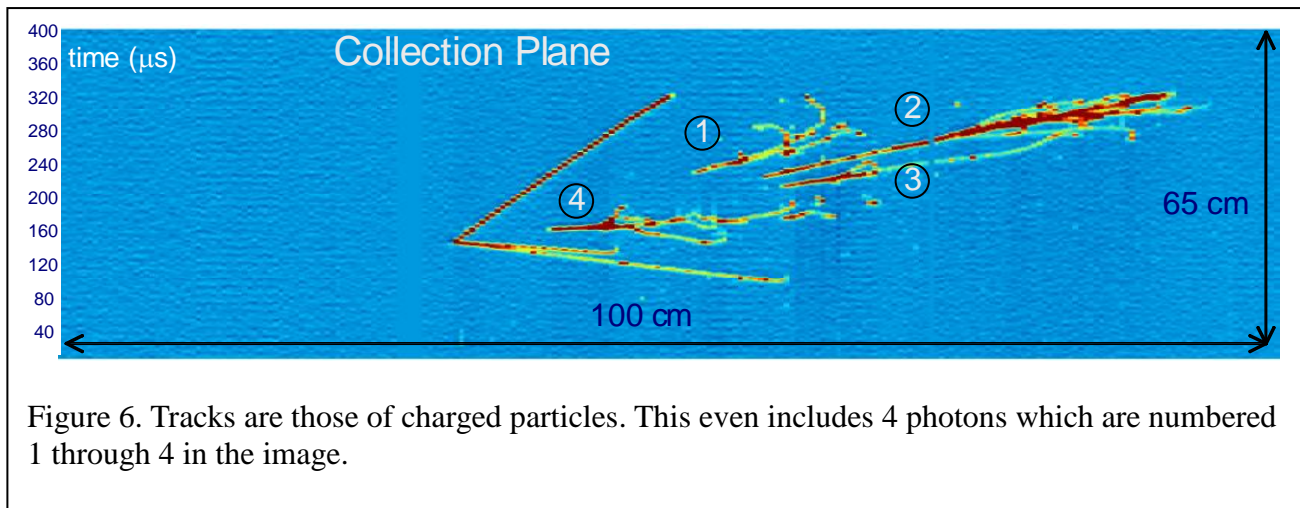 400
360
320
280
240
200
160
120
80
40
time (μs)
Collection Plane
1
2
3
4
65 cm
100 cm
Figure 6. Tracks are those of charged particles. This even includes 4 photons which are numbered
1 through 4 in the image.